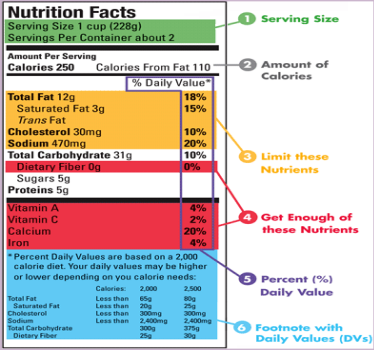 Nutrition Facts
Serving Size 1 cup (228g)
Servings Per Container about 2
Amount Per Serving
Calories 250 Calories From Fat 110
% Daily Value*
Total Fat 12g 18%
Saturated Fat 3g 15%
Trans Fat
Cholesterol 30mg 10%
Sodium 470mg 20%
Total Carbohydrate 31g 10%
Dietary Fiber 0g 0%
Sugars 5g
Proteins 5g
Vitamin A 4%
Vitamin C 2%
Calcium 20%
Iron 4%
* Percent Daily Values are based on a 2,000
calorie diet. Your daily values may be higher
or lower depending on you calorie needs:
Calories: 2,000 2,500
Total Fat Less than 65g 80g
Saturated Fat Less than 20g 25g
Cholesterol Less than 300mg 300mg
Sodium Less than 2,400mg 2,400mg
Total Carbohydrate 300g 375g
Dietary Fiber 25g 30g
1 Serving Size
2 Amount of
Calories
3 Limit these
Nutrients
4 Get Enough of
these Nutrients
5 Percent (%)
Daily Value
6 Footnote with
Daily Values (DVs)